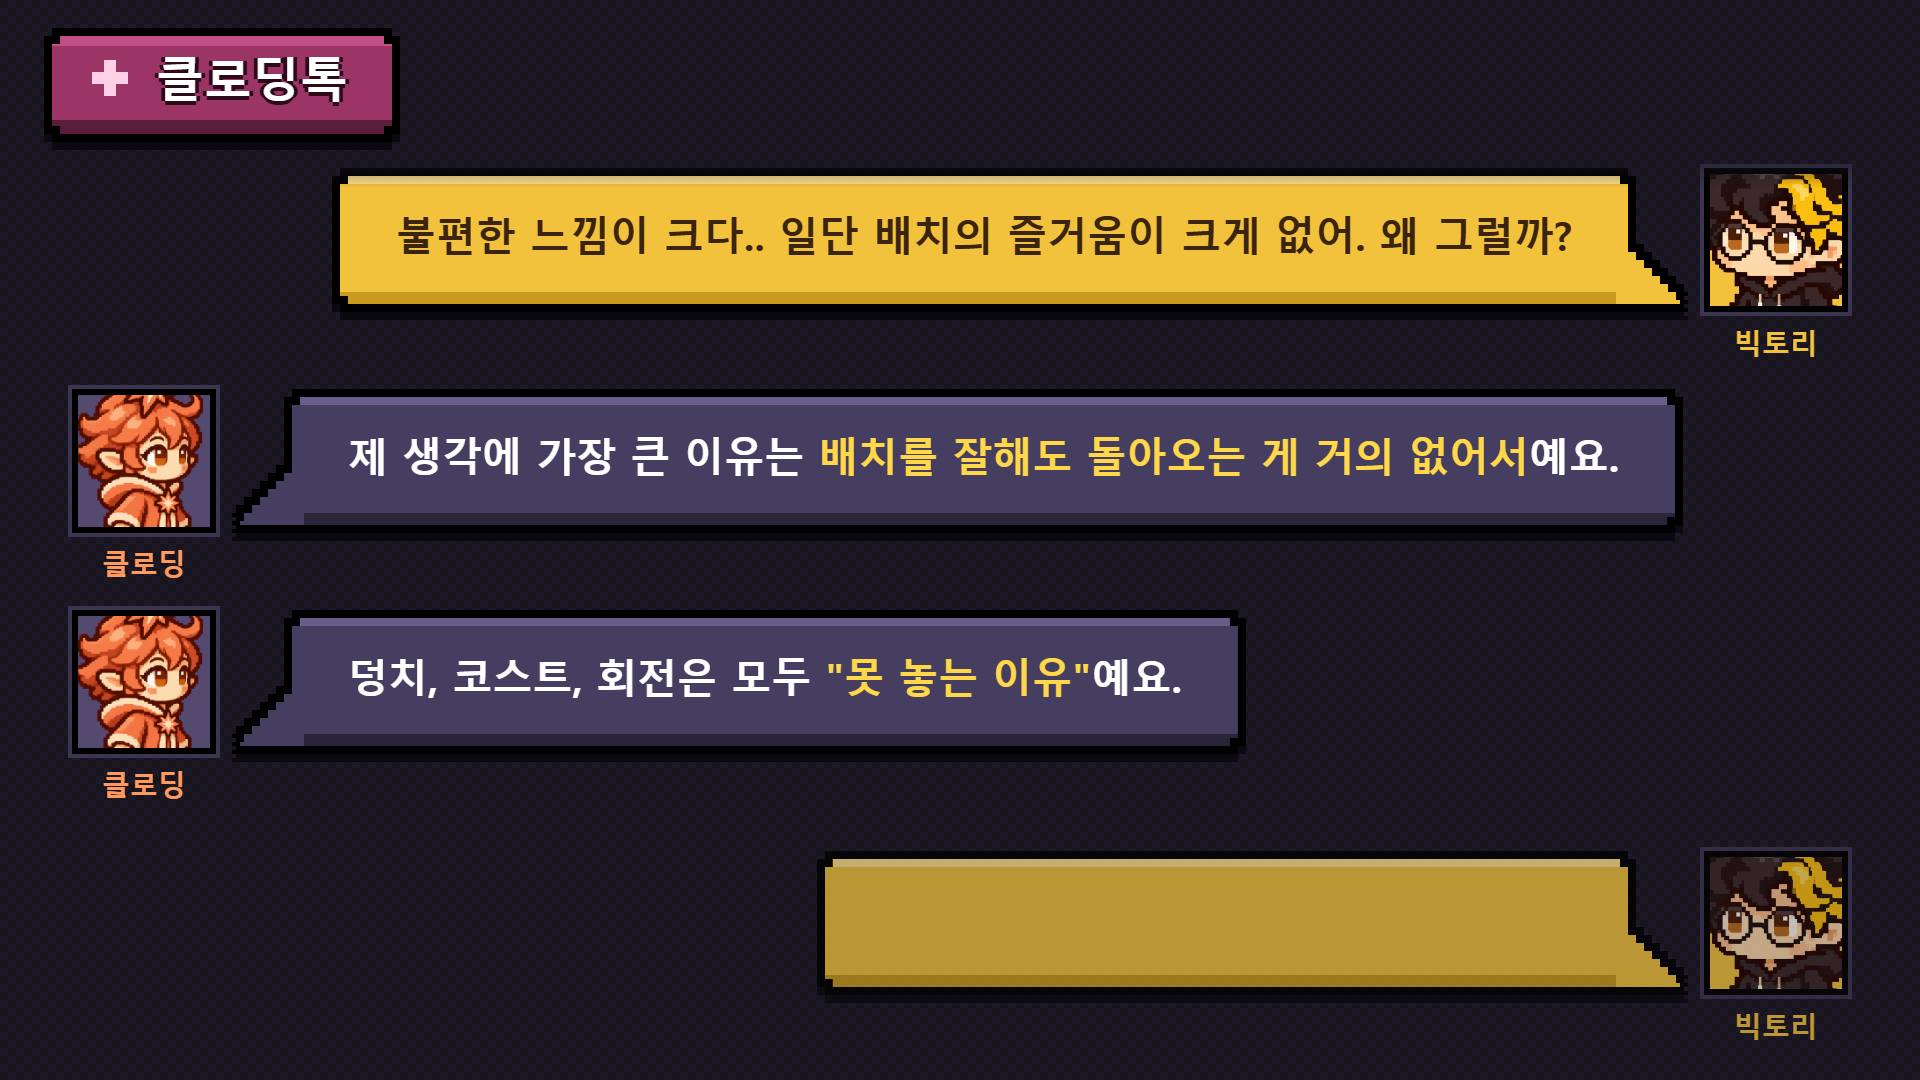 클로딩톡
불편한 느낌이 크다.. 일단 배치의 즐거움이 크게 없어. 왜 그럴까?
빅토리
제 생각에 가장 큰 이유는 배치를 잘해도 돌아오는 게 거의 없어서예요.
클로딩
덩치, 코스트, 회전은 모두 "못 놓는 이유"예요.
클로딩
빅토리